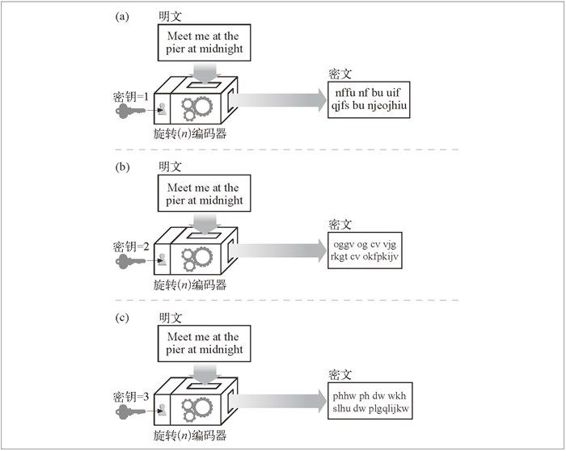 (a)
明文
Meet me at the
pier at midnight
密钥=1
旋转(n)编码器
密文
nffu nf bu uif
qjfs bu njeojhiu
(b)
明文
Meet me at the
pier at midnight
密钥=2
旋转(n)编码器
密文
oggv og cv vjg
rkgt cv okfpkijv
(c)
明文
Meet me at the
pier at midnight
密钥=3
旋转(n)编码器
密文
phhw ph dw wkh
slhu dw plgqlijkw